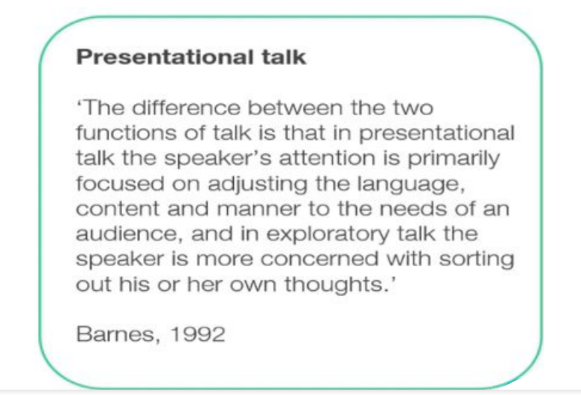 Presentational talk
‘The difference between the two
functions of talk is that in presentational
talk the speaker’s attention is primarily
focused on adjusting the language,
content and manner to the needs of an
audience, and in exploratory talk the
speaker is more concerned with sorting
out his or her own thoughts.’
Barnes, 1992